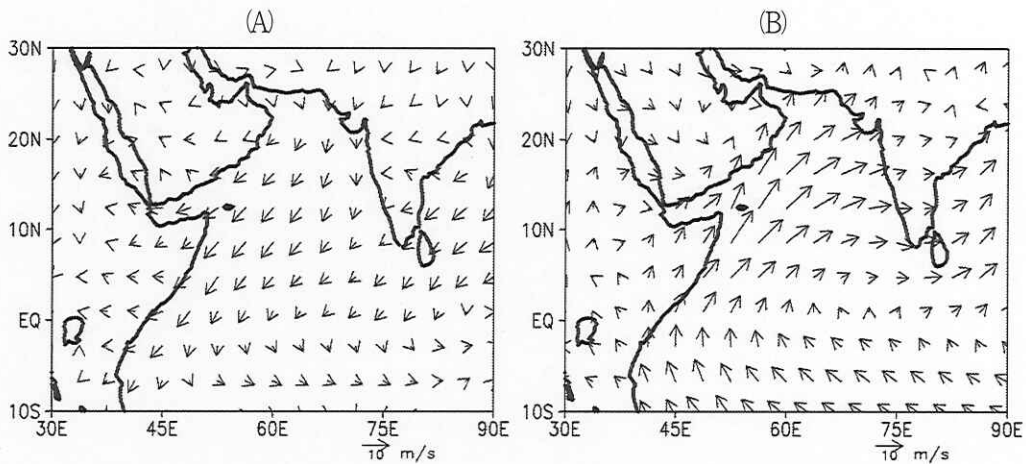 (A) (B)
30N 30N
20N 20N
10N 10N
EQ EQ
10S 10S
30E 45E 60E 75E 90E 30E 45E 60E 75E 90E
10 m/s 10 m/s